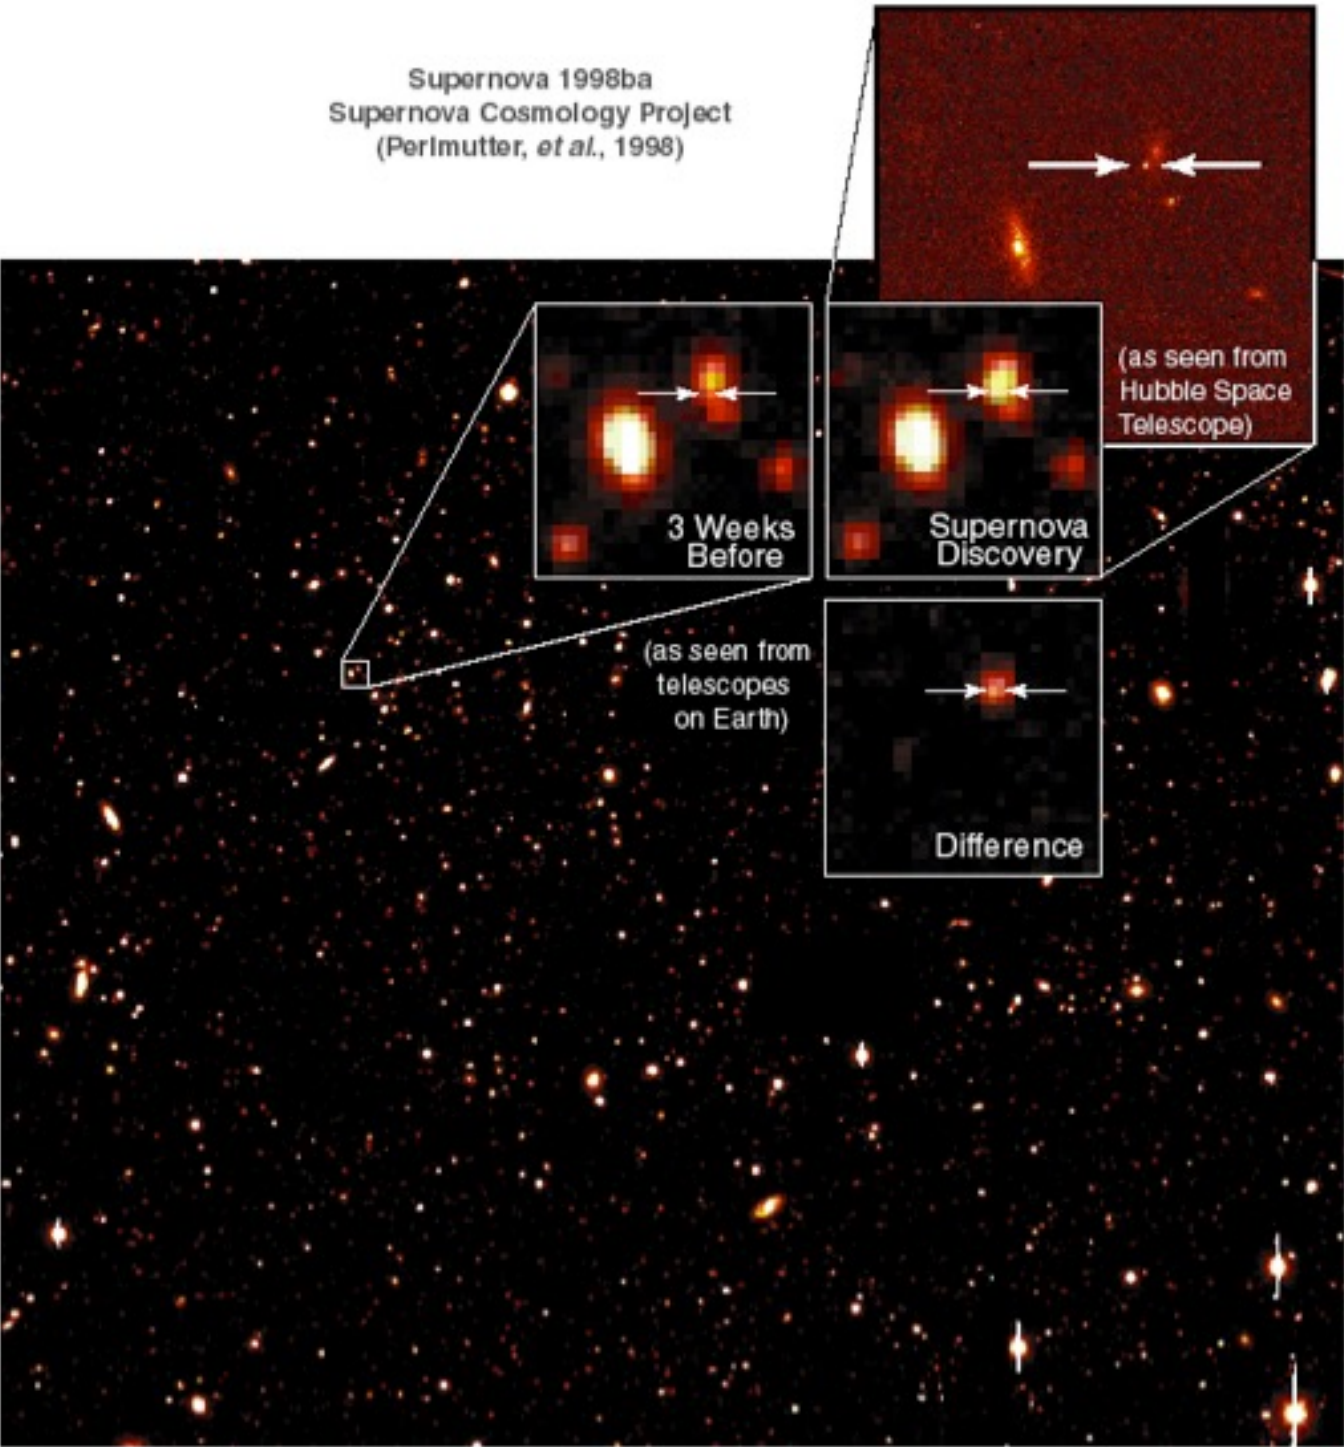 Supernova 1998ba
Supernova Cosmology Project
(Perlmutter, et al., 1998)
(as seen from
Hubble Space
Telescope)
3 Weeks
Before
Supernova
Discovery
(as seen from
telescopes
on Earth)
Difference